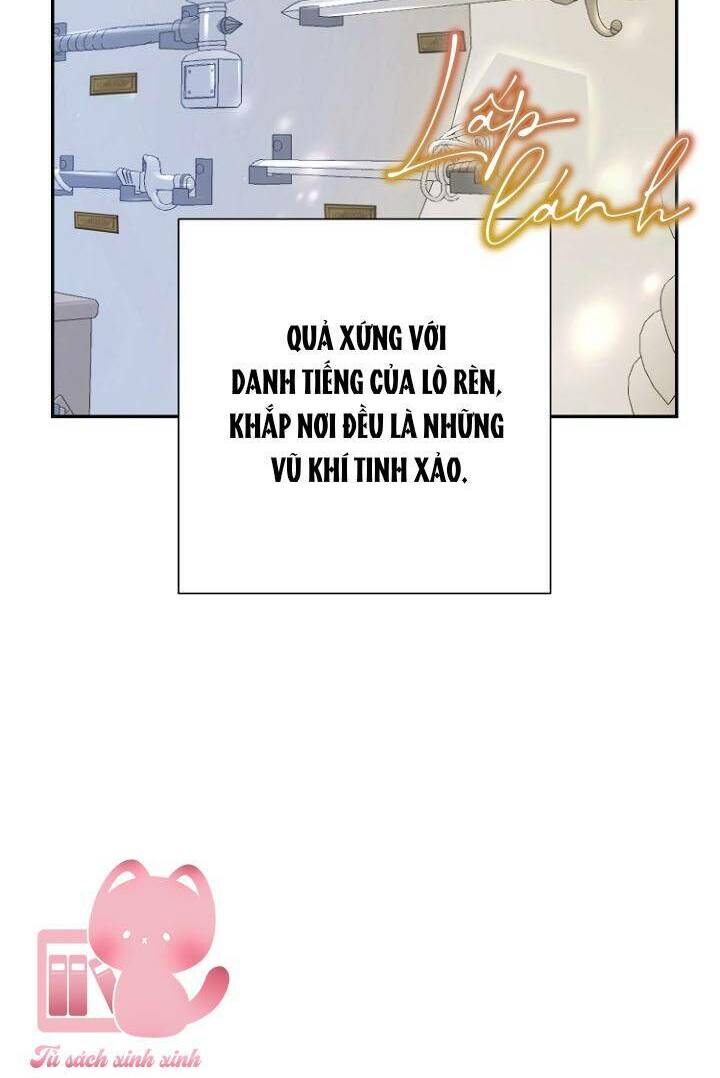 Lấp
lánh
QUẢ XỨNG VỚI
DANH TIẾNG CỦA LÒ RÈN,
KHẮP NƠI ĐỀU LÀ NHỮNG
VŨ KHÍ TINH XẢO.
Tủ sách xinh xinh